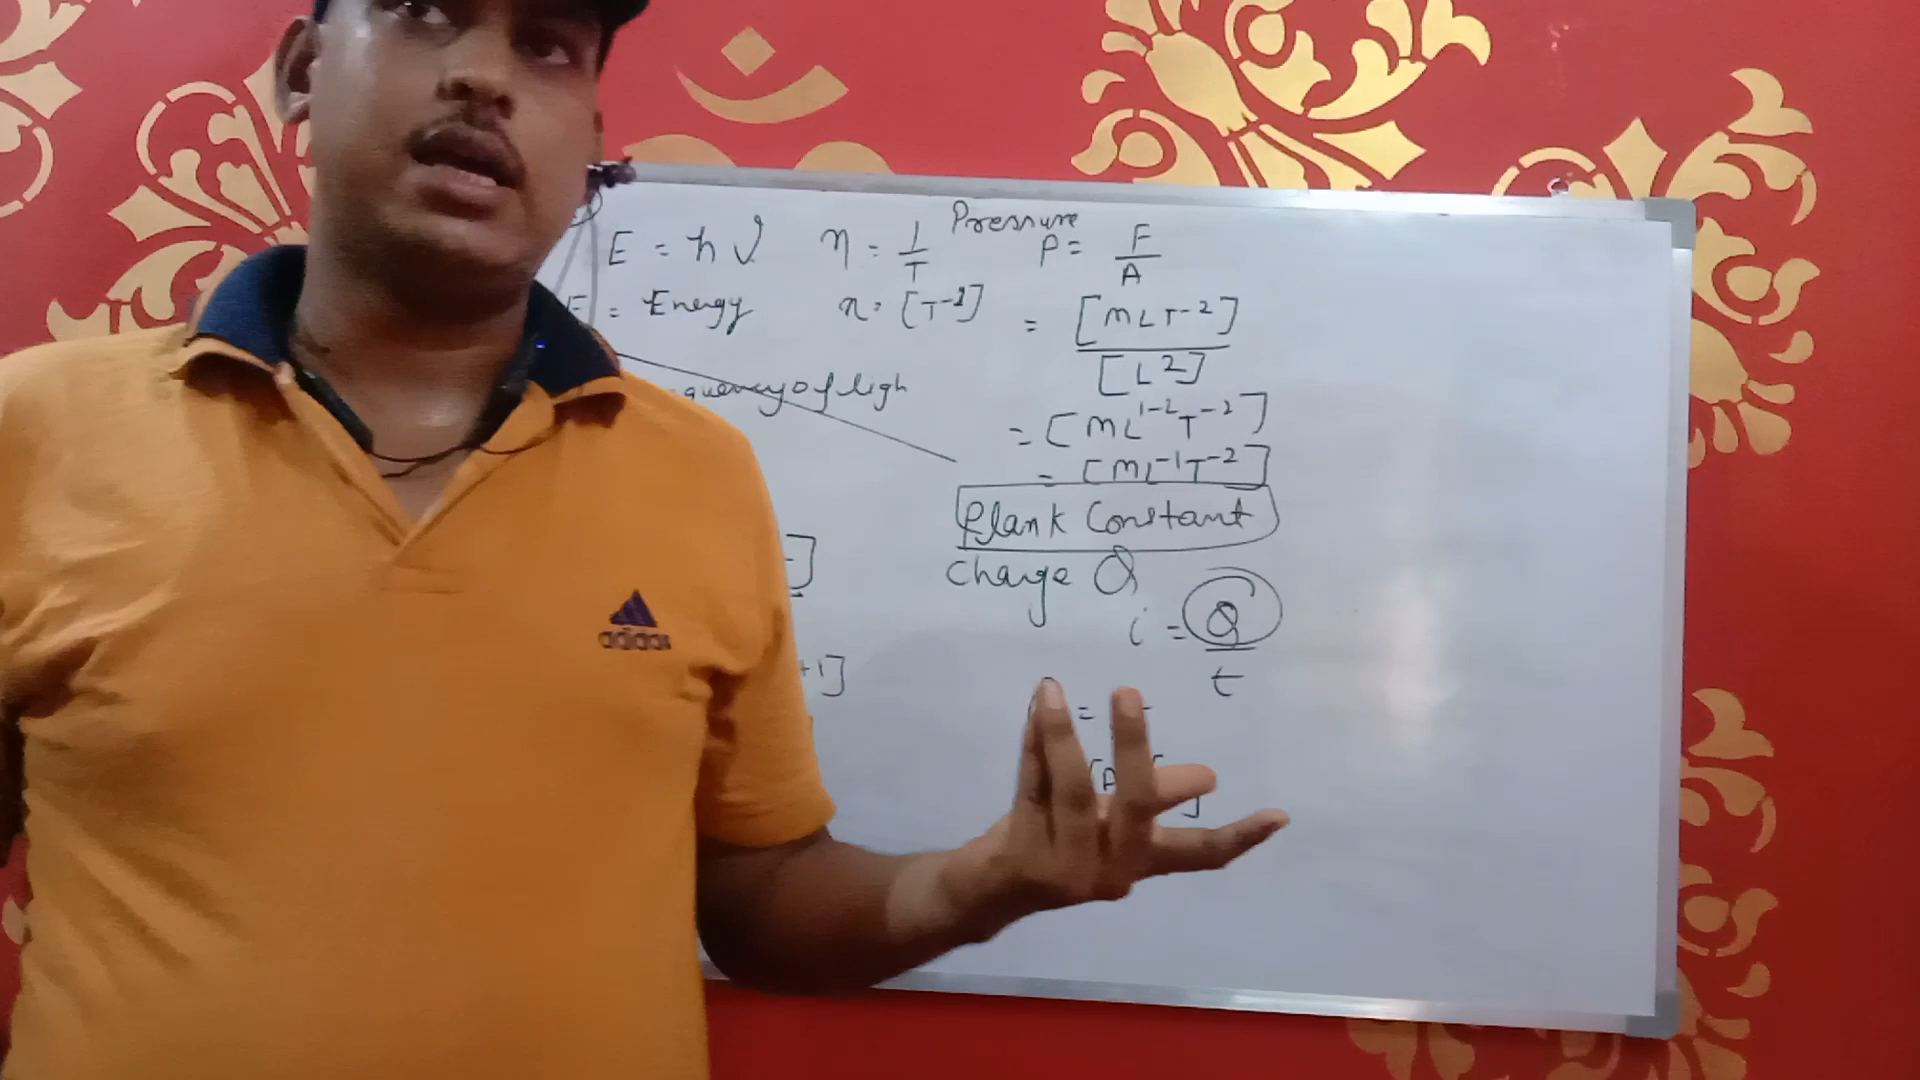 E = hν
η = 1/T
Pressure
P = F/A
= Energy
n = [T-1]
= [MLT-2]
[L2]
quency of ligh
= [ML1-2T-2]
= [ML-1T-2]
Plank Constant
Charge Q
i = Q/t
+1]
adidas